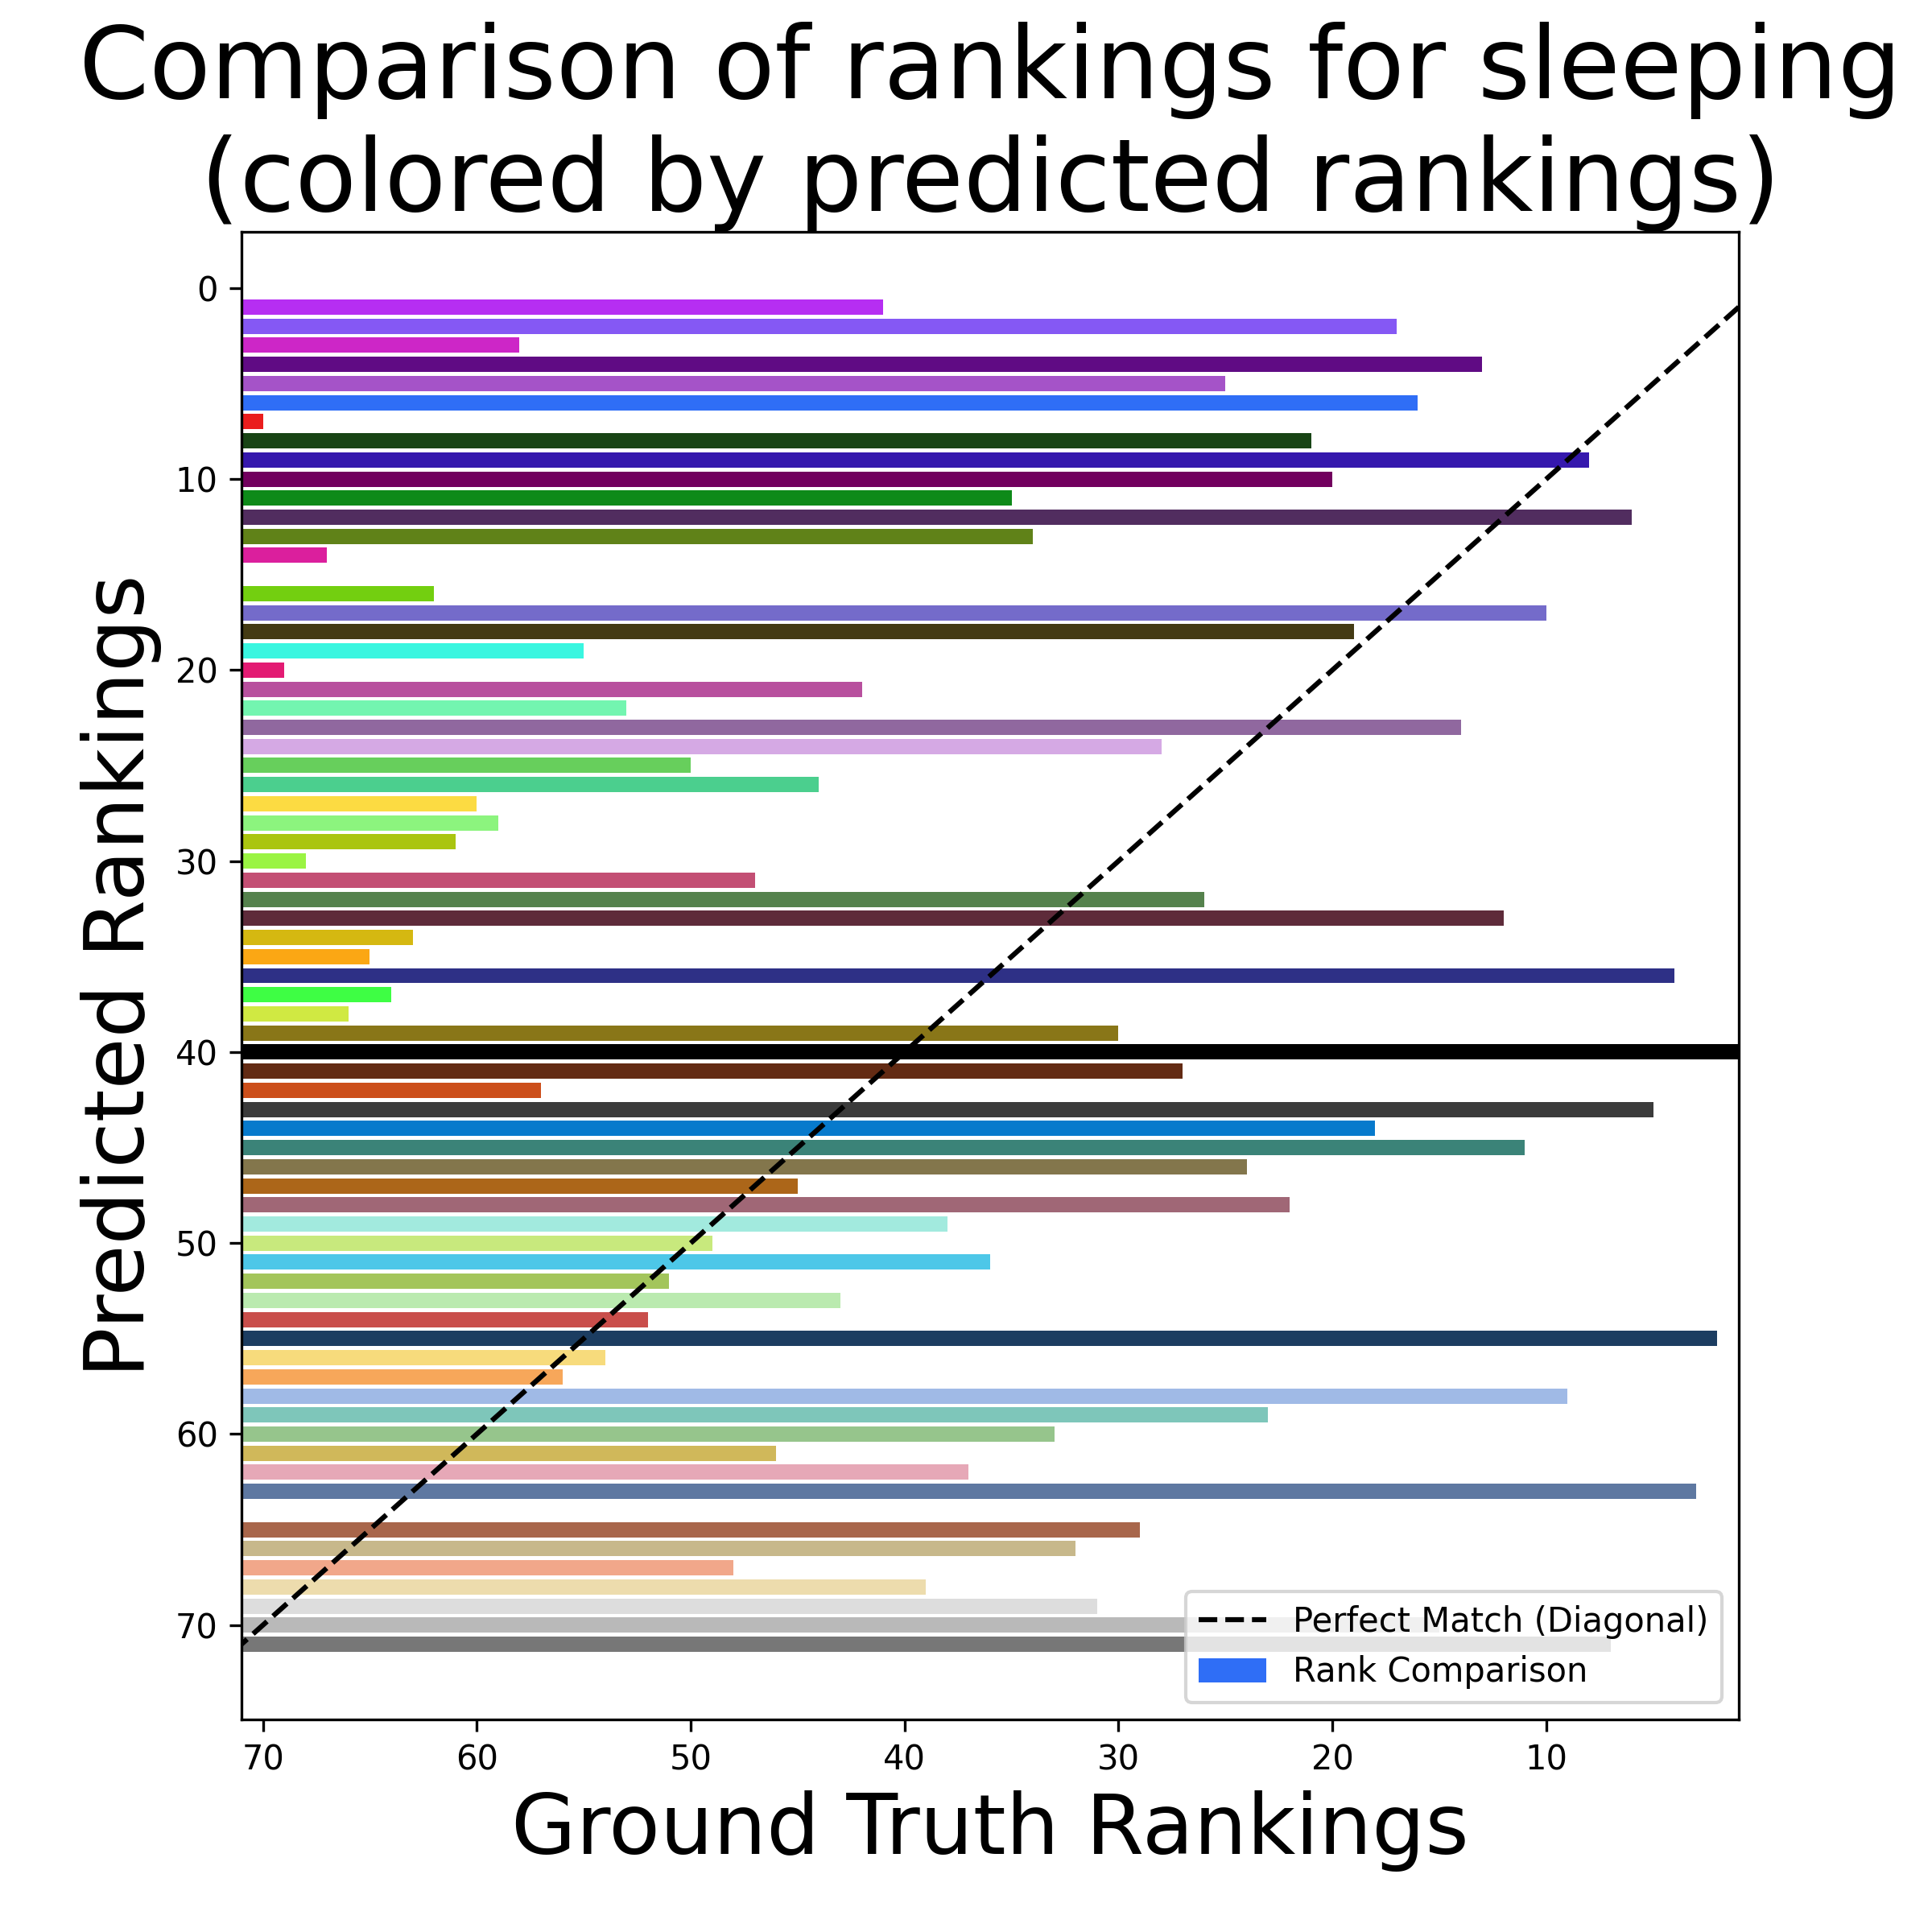 Comparison of rankings for sleeping
(colored by predicted rankings)
Predicted Rankings
0
10
20
30
40
50
60
70
Perfect Match (Diagonal)
Rank Comparison
70
60
50
40
30
20
10
Ground Truth Rankings